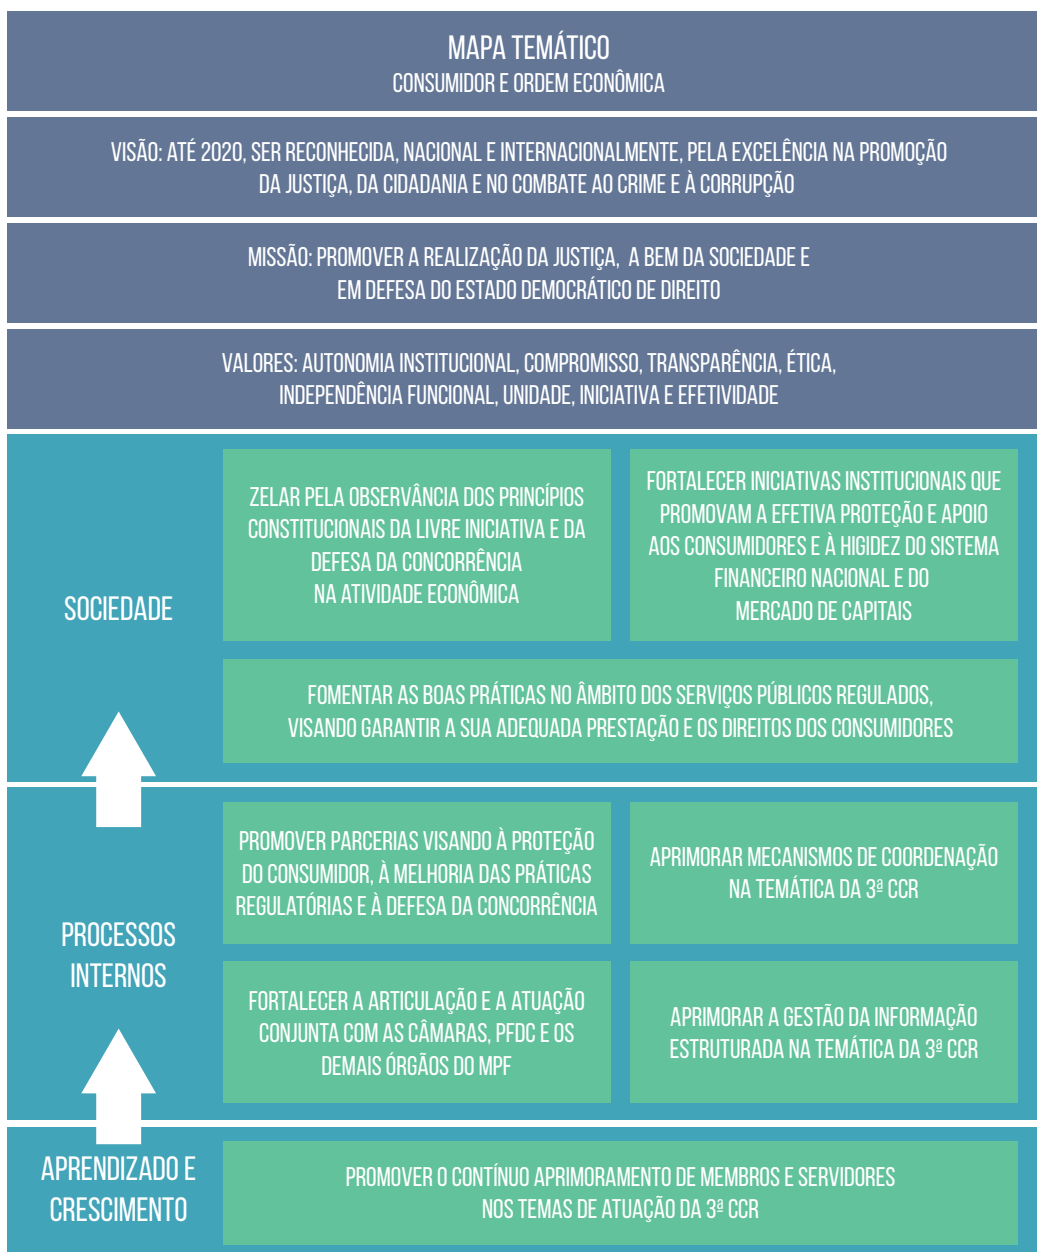 MAPA TEMÁTICO
CONSUMIDOR E ORDEM ECONÔMICA
VISÃO: ATÉ 2020, SER RECONHECIDA, NACIONAL E INTERNACIONALMENTE, PELA EXCELÊNCIA NA PROMOÇÃO
DA JUSTIÇA, DA CIDADANIA E NO COMBATE AO CRIME E À CORRUPÇÃO
MISSÃO: PROMOVER A REALIZAÇÃO DA JUSTIÇA, A BEM DA SOCIEDADE E
EM DEFESA DO ESTADO DEMOCRÁTICO DE DIREITO
VALORES: AUTONOMIA INSTITUCIONAL, COMPROMISSO, TRANSPARÊNCIA, ÉTICA,
INDEPENDÊNCIA FUNCIONAL, UNIDADE, INICIATIVA E EFETIVIDADE
SOCIEDADE
ZELAR PELA OBSERVÂNCIA DOS PRINCÍPIOS
CONSTITUCIONAIS DA LIVRE INICIATIVA E DA
DEFESA DA CONCORRÊNCIA
NA ATIVIDADE ECONÔMICA
FORTALECER INICIATIVAS INSTITUCIONAIS QUE
PROMOVAM A EFETIVA PROTEÇÃO E APOIO
AOS CONSUMIDORES E À HIGIDEZ DO SISTEMA
FINANCEIRO NACIONAL E DO
MERCADO DE CAPITAIS
FOMENTAR AS BOAS PRÁTICAS NO ÂMBITO DOS SERVIÇOS PÚBLICOS REGULADOS,
VISANDO GARANTIR A SUA ADEQUADA PRESTAÇÃO E OS DIREITOS DOS CONSUMIDORES
PROCESSOS
INTERNOS
PROMOVER PARCERIAS VISANDO À PROTEÇÃO
DO CONSUMIDOR, À MELHORIA DAS PRÁTICAS
REGULATÓRIAS E À DEFESA DA CONCORRÊNCIA
APRIMORAR MECANISMOS DE COORDENAÇÃO
NA TEMÁTICA DA 3ª CCR
FORTALECER A ARTICULAÇÃO E A ATUAÇÃO
CONJUNTA COM AS CÂMARAS, PFDC E OS
DEMAIS ÓRGÃOS DO MPF
APRIMORAR A GESTÃO DA INFORMAÇÃO
ESTRUTURADA NA TEMÁTICA DA 3ª CCR
APRENDIZADO E
CRESCIMENTO
PROMOVER O CONTÍNUO APRIMORAMENTO DE MEMBROS E SERVIDORES
NOS TEMAS DE ATUAÇÃO DA 3ª CCR